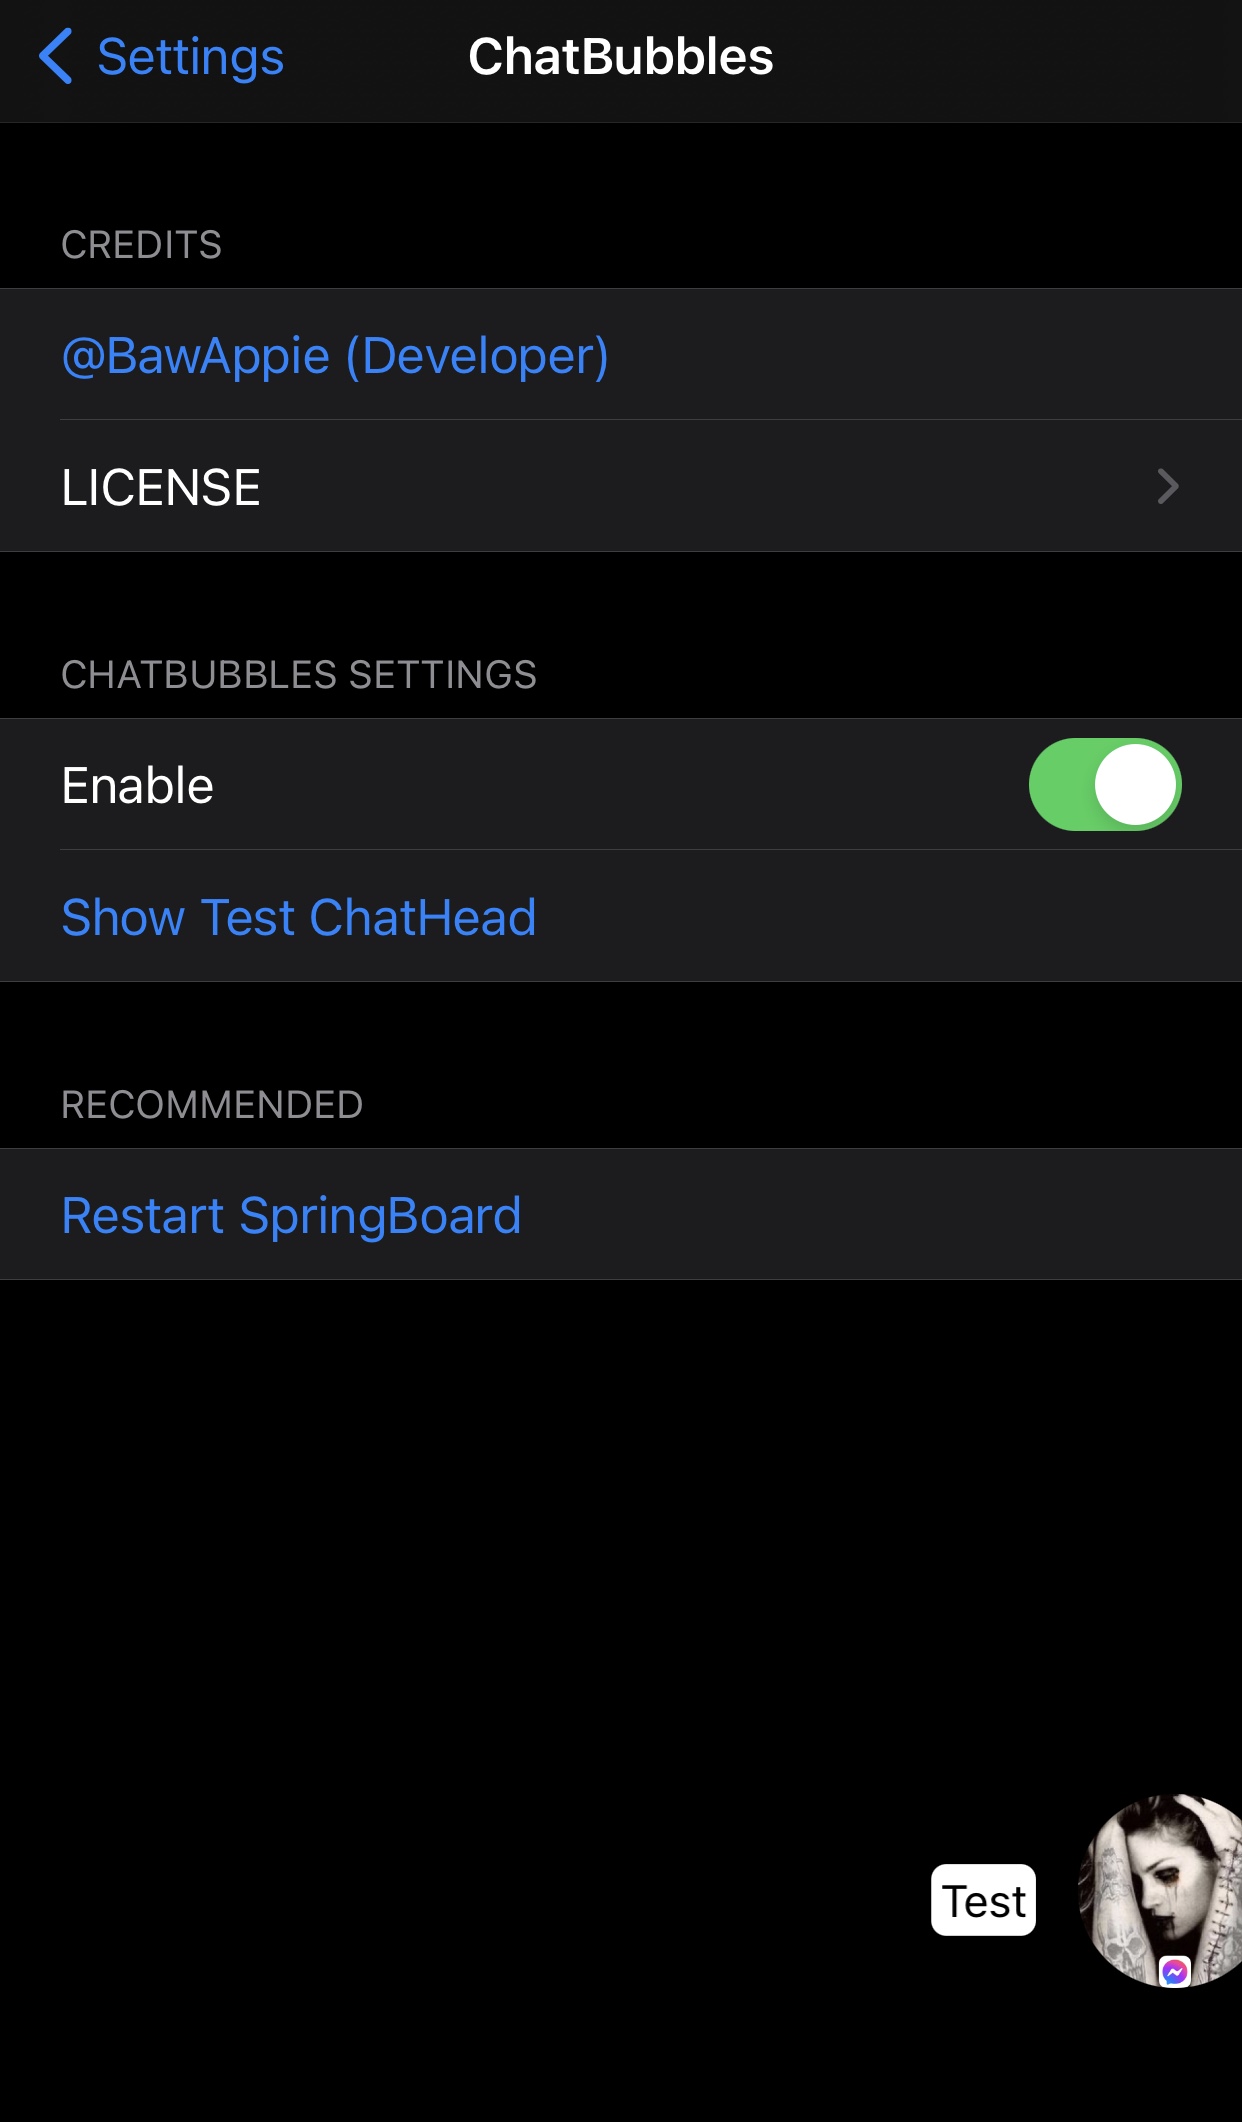 Settings
ChatBubbles
CREDITS
@BawAppie (Developer)
LICENSE
CHATBUBBLES SETTINGS
Enable
Show Test ChatHead
RECOMMENDED
Restart SpringBoard
Test